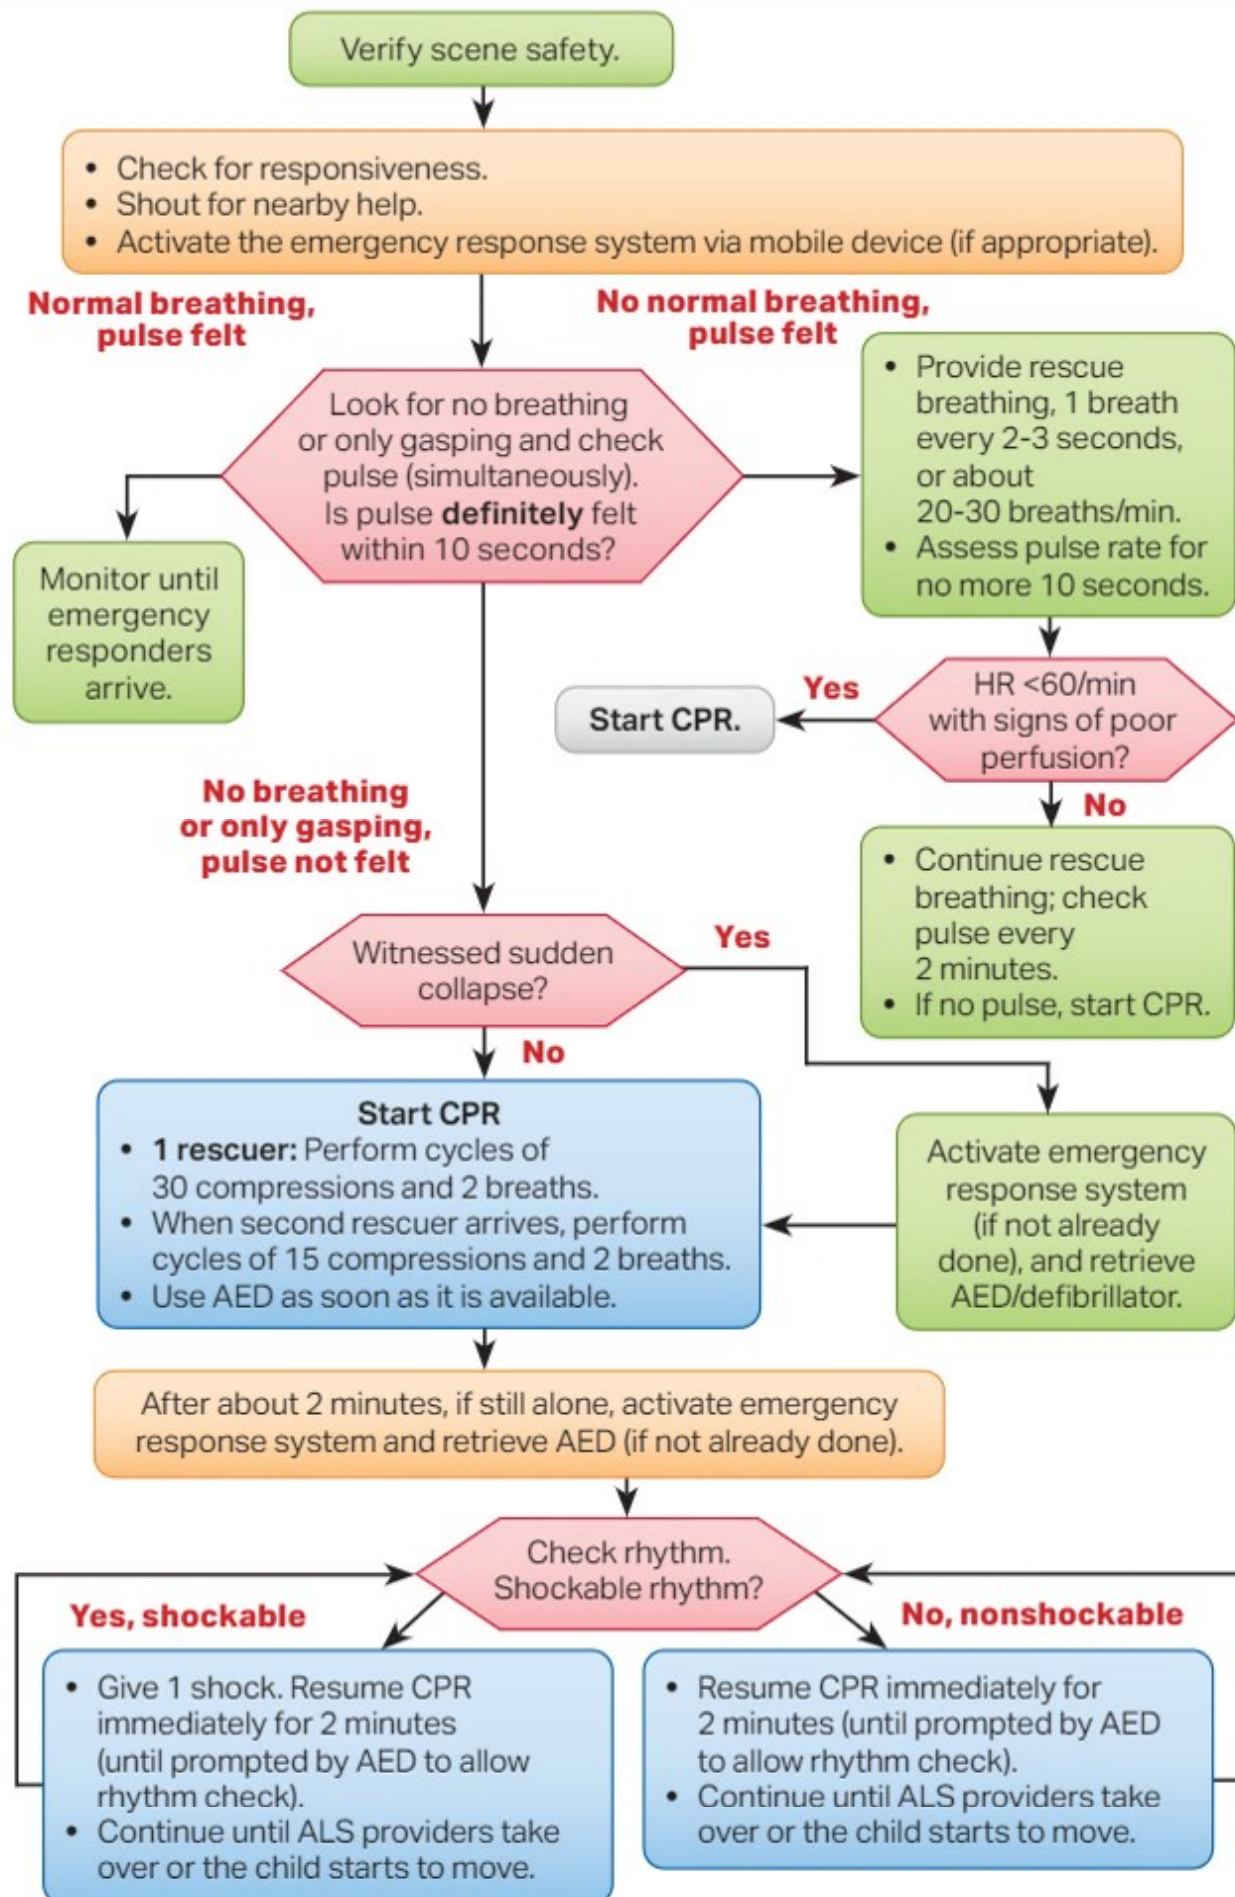 Verify scene safety.
• Check for responsiveness.
• Shout for nearby help.
• Activate the emergency response system via mobile device (if appropriate).
Normal breathing,
pulse felt
No normal breathing,
pulse felt
Look for no breathing
or only gasping and check
pulse (simultaneously).
Is pulse definitely felt
within 10 seconds?
Monitor until
emergency
responders
arrive.
• Provide rescue
breathing, 1 breath
every 2-3 seconds,
or about
20-30 breaths/min.
• Assess pulse rate for
no more 10 seconds.
HR <60/min
with signs of poor
perfusion?
Yes
Start CPR.
No
• Continue rescue
breathing; check
pulse every
2 minutes.
• If no pulse, start CPR.
No breathing
or only gasping,
pulse not felt
Witnessed sudden
collapse?
Yes
No
Activate emergency
response system
(if not already
done), and retrieve
AED/defibrillator.
Start CPR
• 1 rescuer: Perform cycles of
30 compressions and 2 breaths.
• When second rescuer arrives, perform
cycles of 15 compressions and 2 breaths.
• Use AED as soon as it is available.
After about 2 minutes, if still alone, activate emergency
response system and retrieve AED (if not already done).
Check rhythm.
Shockable rhythm?
Yes, shockable
No, nonshockable
• Give 1 shock. Resume CPR
immediately for 2 minutes
(until prompted by AED to allow
rhythm check).
• Continue until ALS providers take
over or the child starts to move.
• Resume CPR immediately for
2 minutes (until prompted by AED
to allow rhythm check).
• Continue until ALS providers take
over or the child starts to move.